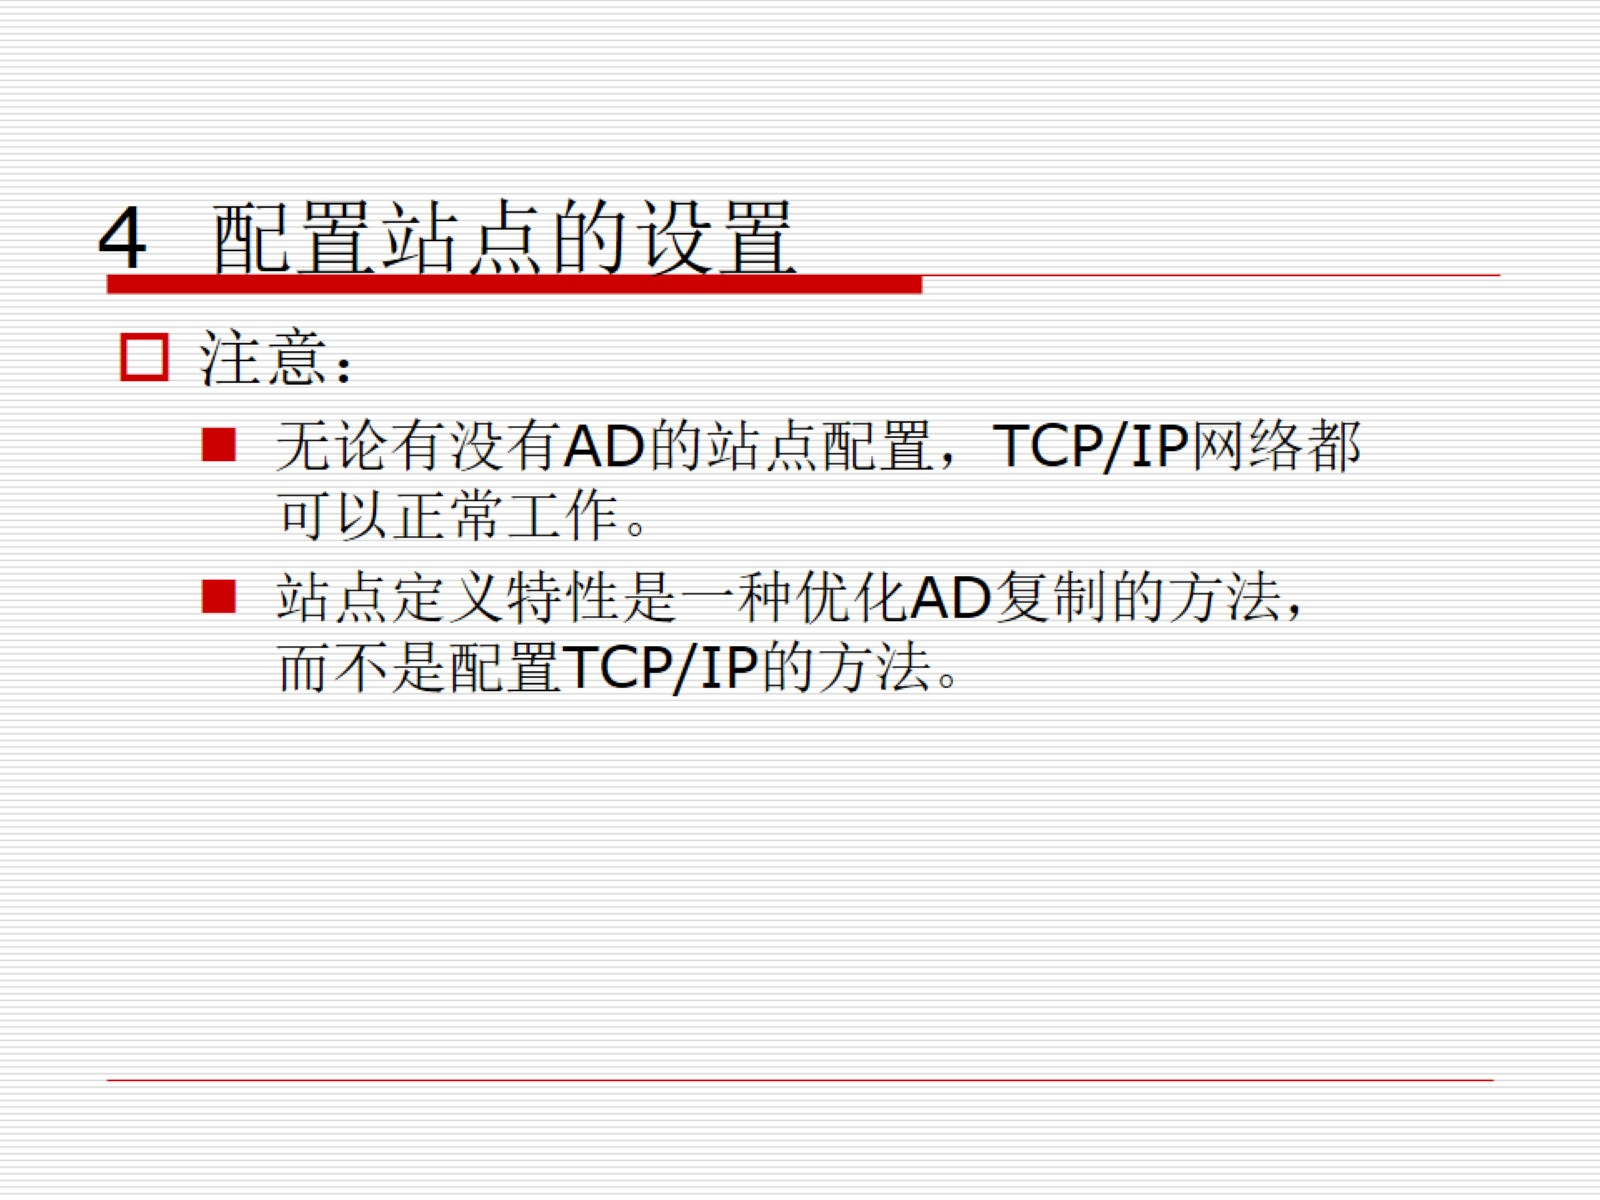 4 配置站点的设置
注意：
无论有没有AD的站点配置，TCP/IP网络都
可以正常工作。
站点定义特性是一种优化AD复制的方法，
而不是配置TCP/IP的方法。